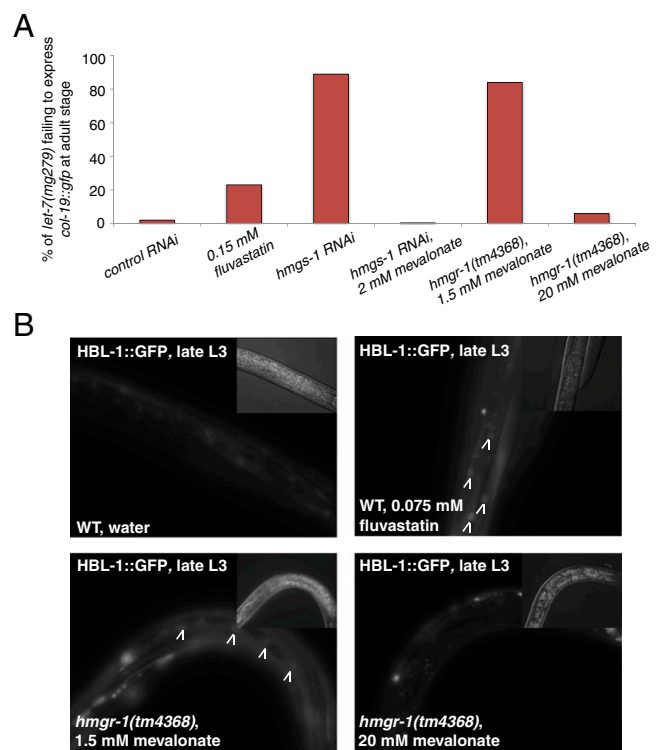 A
% of let-7(mg279) failing to express
col-19::gfp at adult stage
100
80
60
40
20
0
control RNAi
0.15 mM
fluvastatin
hmgs-1 RNAi
hmgs-1 RNAi,
2 mM mevalonate
hmgr-1(tm4368),
1.5 mM mevalonate
hmgr-1(tm4368),
20 mM mevalonate
B
HBL-1::GFP, late L3
WT, water
HBL-1::GFP, late L3
WT, 0.075 mM
fluvastatin
HBL-1::GFP, late L3
hmgr-1(tm4368),
1.5 mM mevalonate
HBL-1::GFP, late L3
hmgr-1(tm4368),
20 mM mevalonate